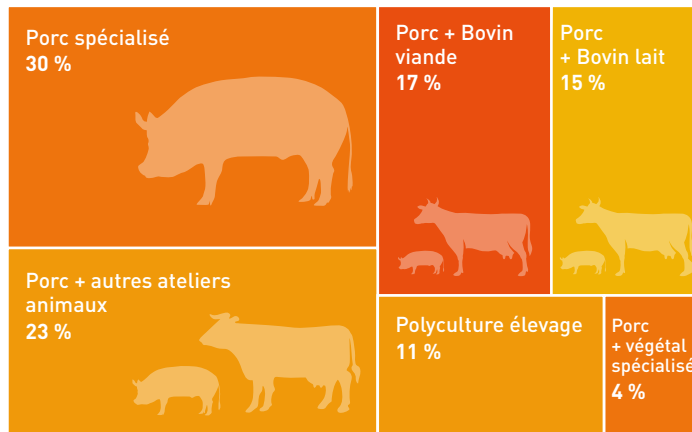 Porc spécialisé
30 %
Porc + Bovin
viande
17 %
Porc
+ Bovin lait
15 %
Porc + autres ateliers
animaux
23 %
Polyculture élevage
11 %
Porc
+ végétal
spécialisé
4 %